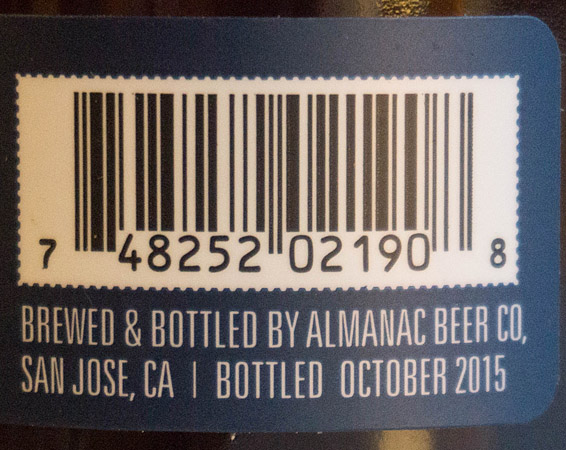 7 48252 02190 8
BREWED & BOTTLED BY ALMANAC BEER CO,
SAN JOSE, CA | BOTTLED OCTOBER 2015